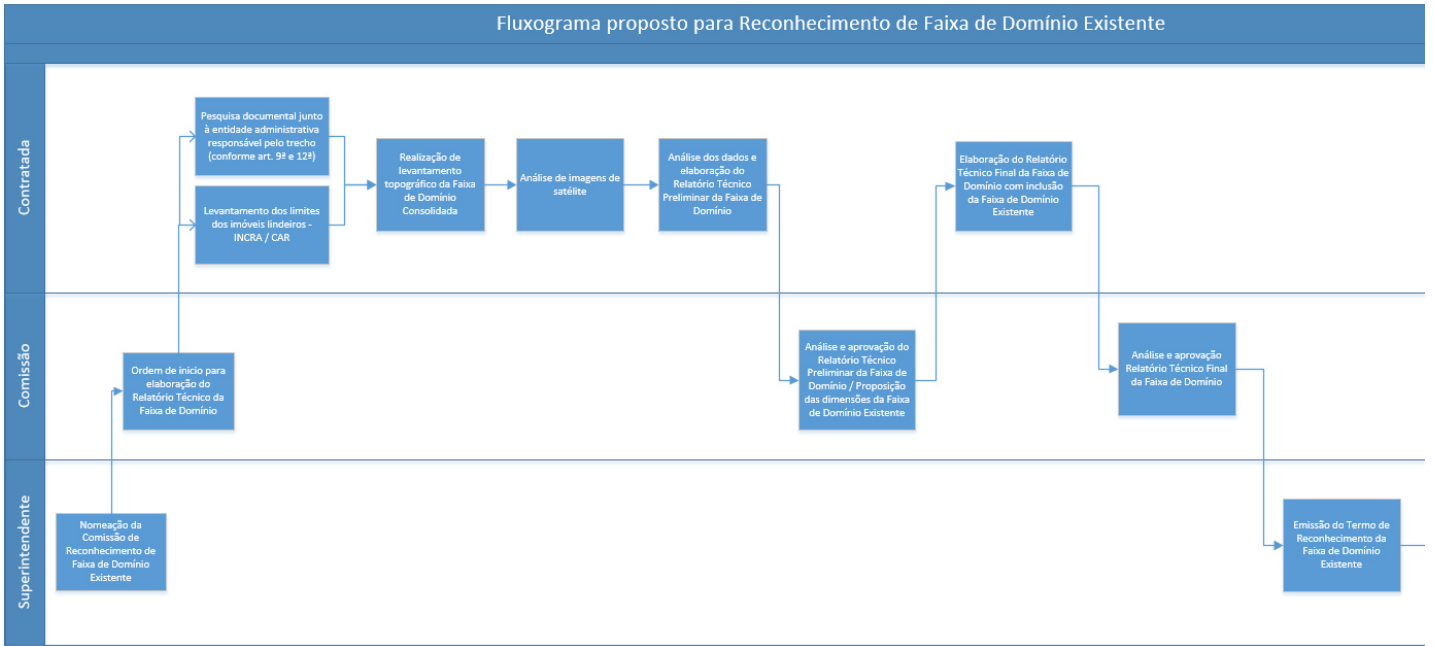 Fluxograma proposto para Reconhecimento de Faixa de Domínio Existente
Contratada
Pesquisa documental junto
à entidade administrativa
responsável pelo trecho
(conforme art. 9ª e 12ª)
Levantamento dos limites
dos imóveis lindeiros -
INCRA / CAR
Realização de
levantamento
topográfico da Faixa
de Domínio
Consolidada
Análise de imagens de
satélite
Análise dos dados e
elaboração do
Relatório Técnico
Preliminar da Faixa de
Domínio
Elaboração do Relatório
Técnico Final da Faixa de
Domínio com inclusão
da Faixa de Domínio
Existente
Comissão
Ordem de inicio para
elaboração do
Relatório Técnico da
Faixa de Domínio
Análise e aprovação do
Relatório Técnico
Preliminar da Faixa de
Domínio / Proposição
das dimensões da Faixa
de Domínio Existente
Análise e aprovação
Relatório Técnico Final
da Faixa de Domínio
Superintendente
Nomeação da
Comissão de
Reconhecimento de
Faixa de Domínio
Existente
Emissão do Termo de
Reconhecimento da
Faixa de Domínio
Existente